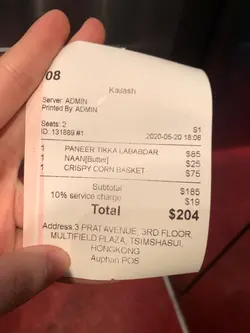 08
Kailash
Server: ADMIN
Printed By: ADMIN
Seats: 2 $1
ID: 131889 #1 2020-05-20 18:06
1 PANEER TIKKA LABABDAR $85
1 NAAN[Butter] $25
1 CRISPY CORN BASKET $75
Subtotal $185
10% service charge $19
Total $204
Address:3 PRAT AVENUE, 3RD FLOOR,
MULTIFIELD PLAZA, TSIMSHASUI,
HONGKONG
Auphan POS